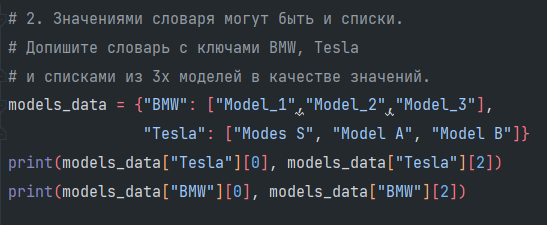 # 2. Значениями словаря могут быть и списки.
# Допишите словарь с ключами BMW, Tesla
# и списками из 3х моделей в качестве значений.
models_data = {"BMW": ["Model_1","Model_2","Model_3"],
"Tesla": ["Modes S", "Model A", "Model B"]}
print(models_data["Tesla"][0], models_data["Tesla"][2])
print(models_data["BMW"][0], models_data["BMW"][2])